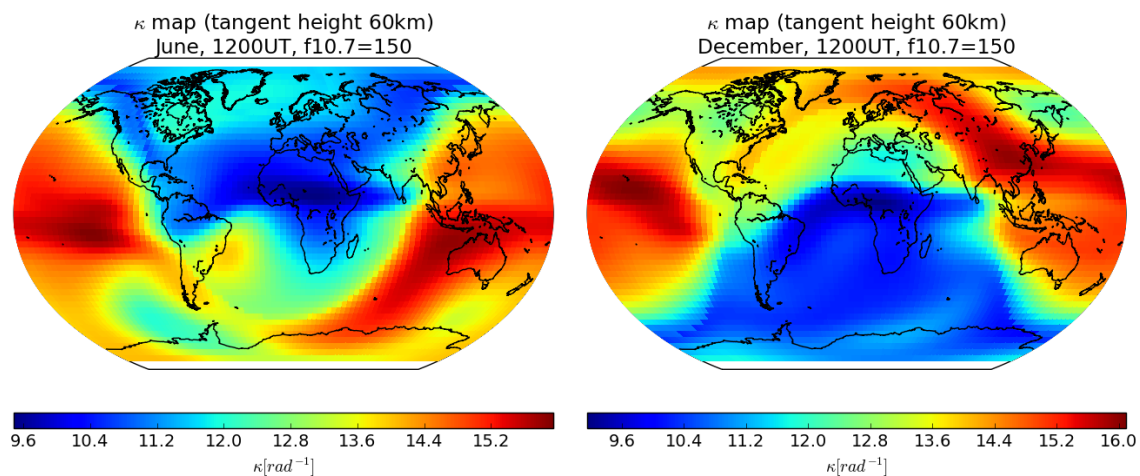 κ map (tangent height 60km)
June, 1200UT, f10.7=150
9.6 10.4 11.2 12.0 12.8 13.6 14.4 15.2
κ[rad⁻¹]
κ map (tangent height 60km)
December, 1200UT, f10.7=150
9.6 10.4 11.2 12.0 12.8 13.6 14.4 15.2 16.0
κ[rad⁻¹]